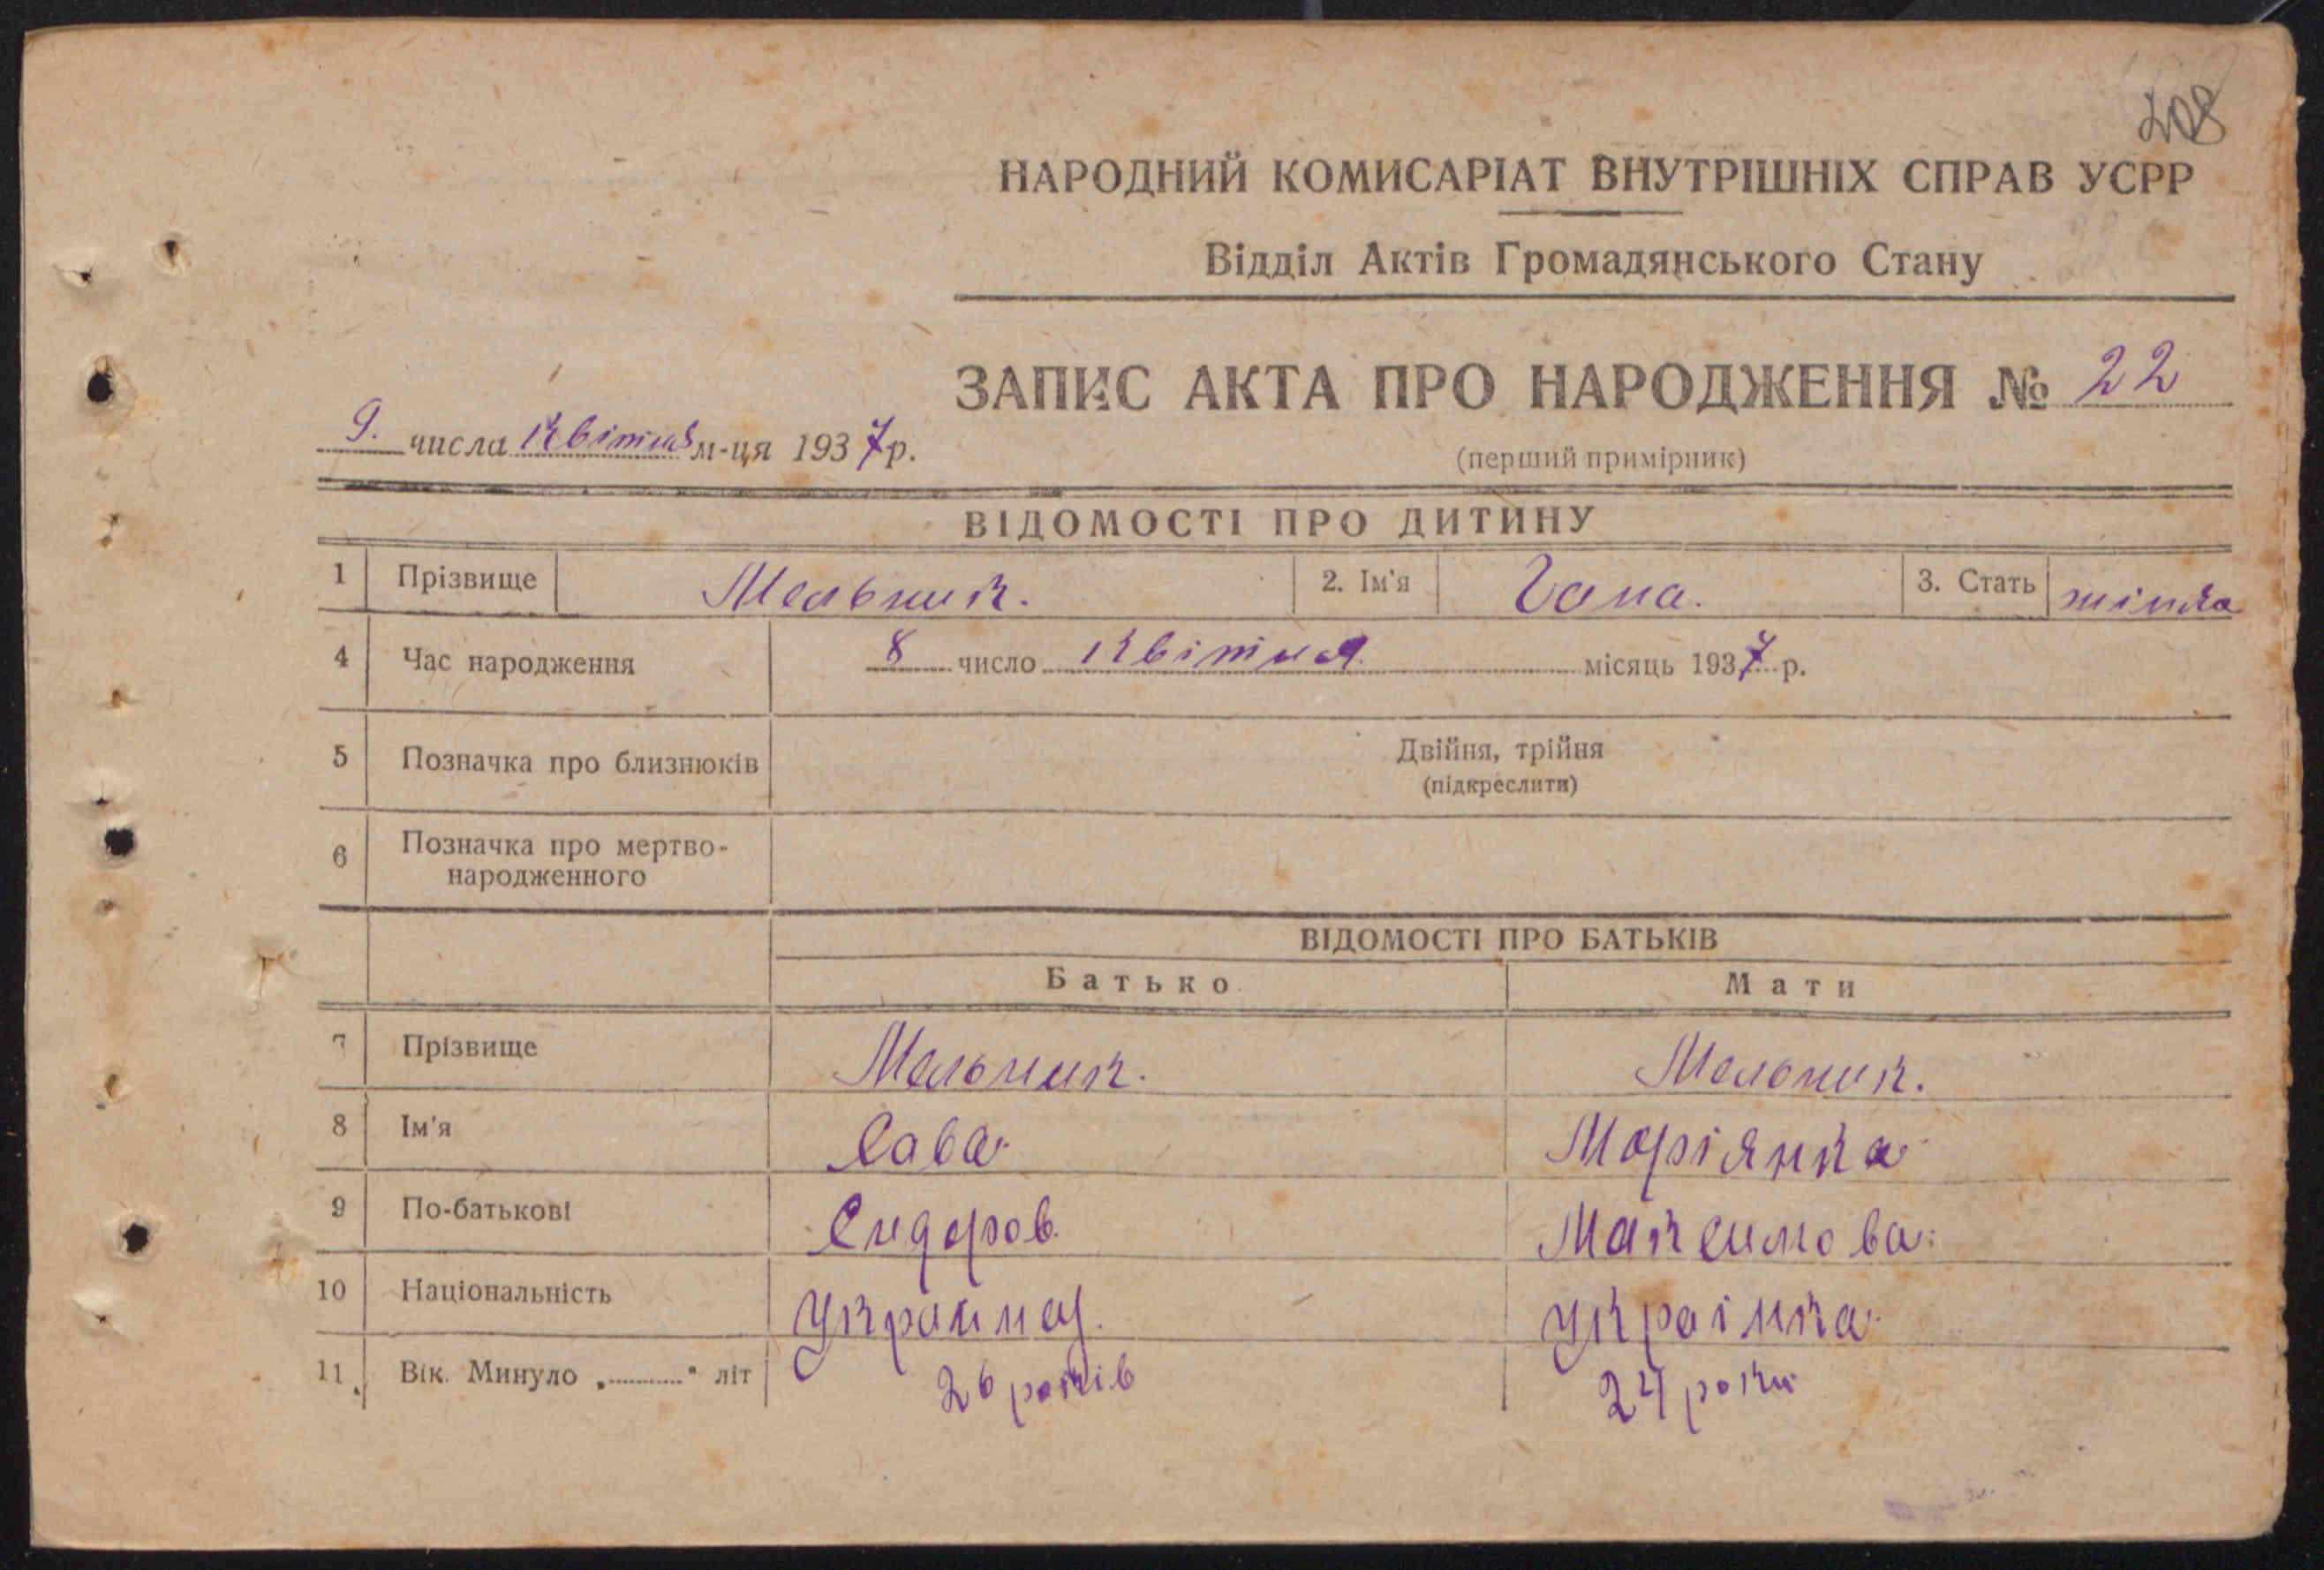 208
НАРОДНИЙ КОМИСАРІАТ ВНУТРІШНІХ СПРАВ УСРР
Відділ Актів Громадянського Стану
ЗАПИС АКТА ПРО НАРОДЖЕННЯ № 22
9. числа Квітня м-ця 1937 р.
(перший примірник)
ВІДОМОСТІ ПРО ДИТИНУ
1 Прізвище Мельник. 2. Ім'я Гана. 3. Стать жінка
4 Час народження 8 число Квітня місяць 1937 р.
5 Позначка про близнюків Двійня, трійня
(підкреслити)
6 Позначка про мертво-
народженного
ВІДОМОСТІ ПРО БАТЬКІВ
Батько Мати
7 Прізвище Мельник. Мельник.
8 Ім'я Сава Маріянка
9 По-батькові Сидоров. Максимова.
10 Національність Українец. Українка
11 Вік. Минуло „..........“ літ 26 років 24 роки